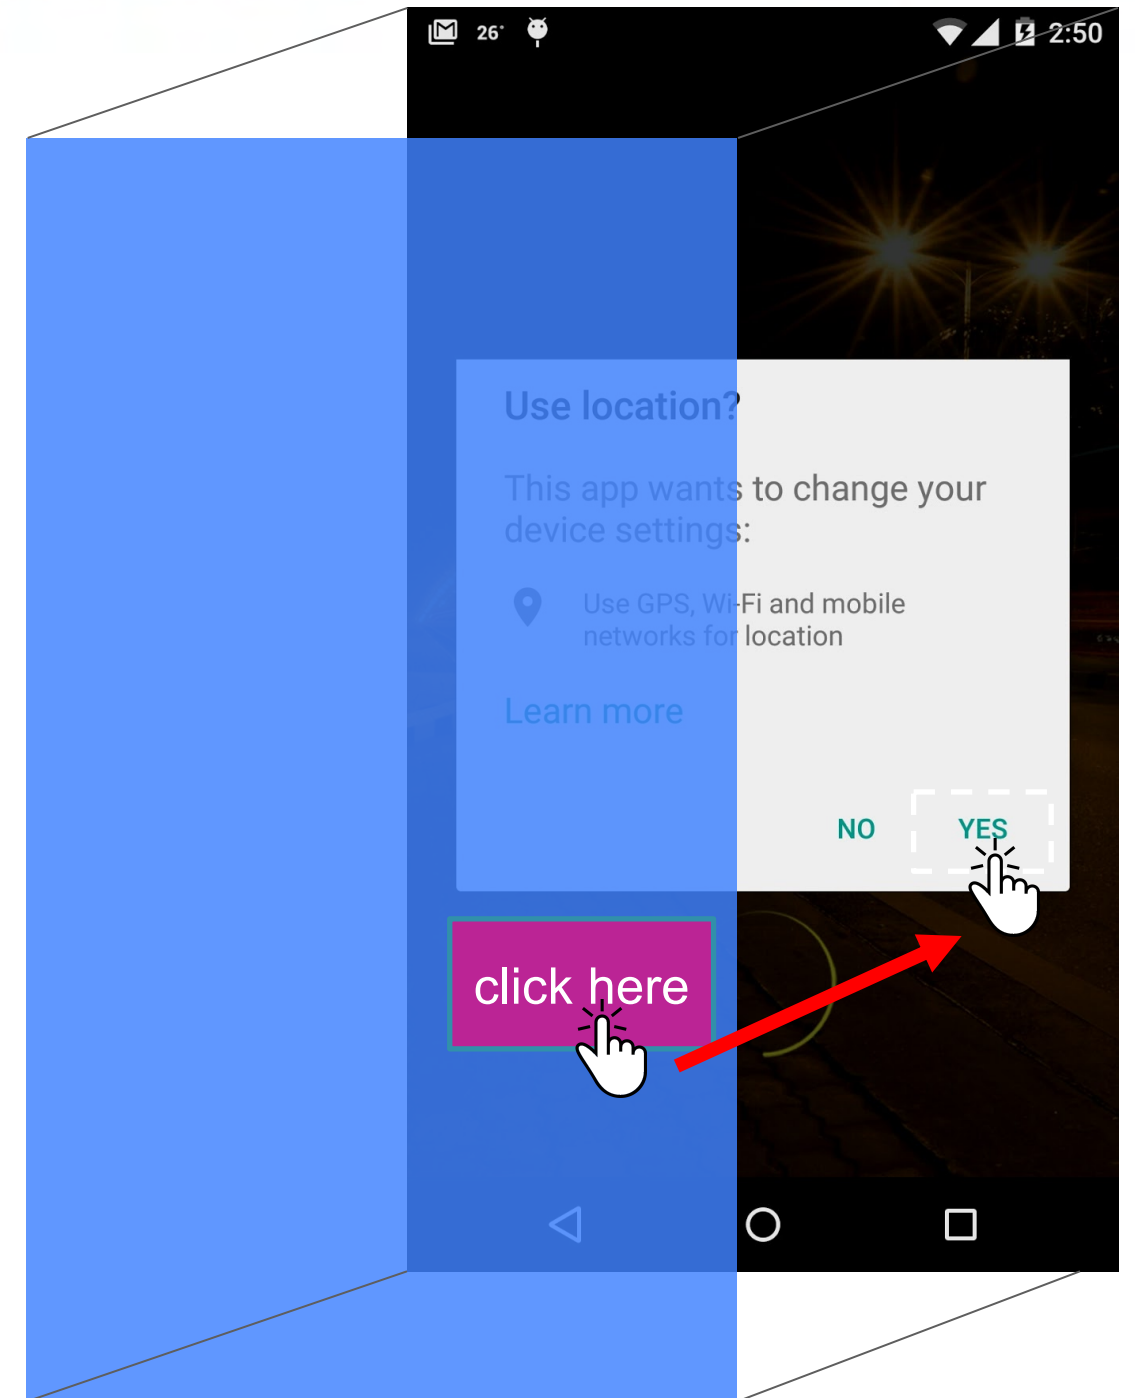 26°
2:50
Use location?
This app wants to change your
device settings:
Use GPS, Wi-Fi and mobile
networks for location
Learn more
NO YES
click here